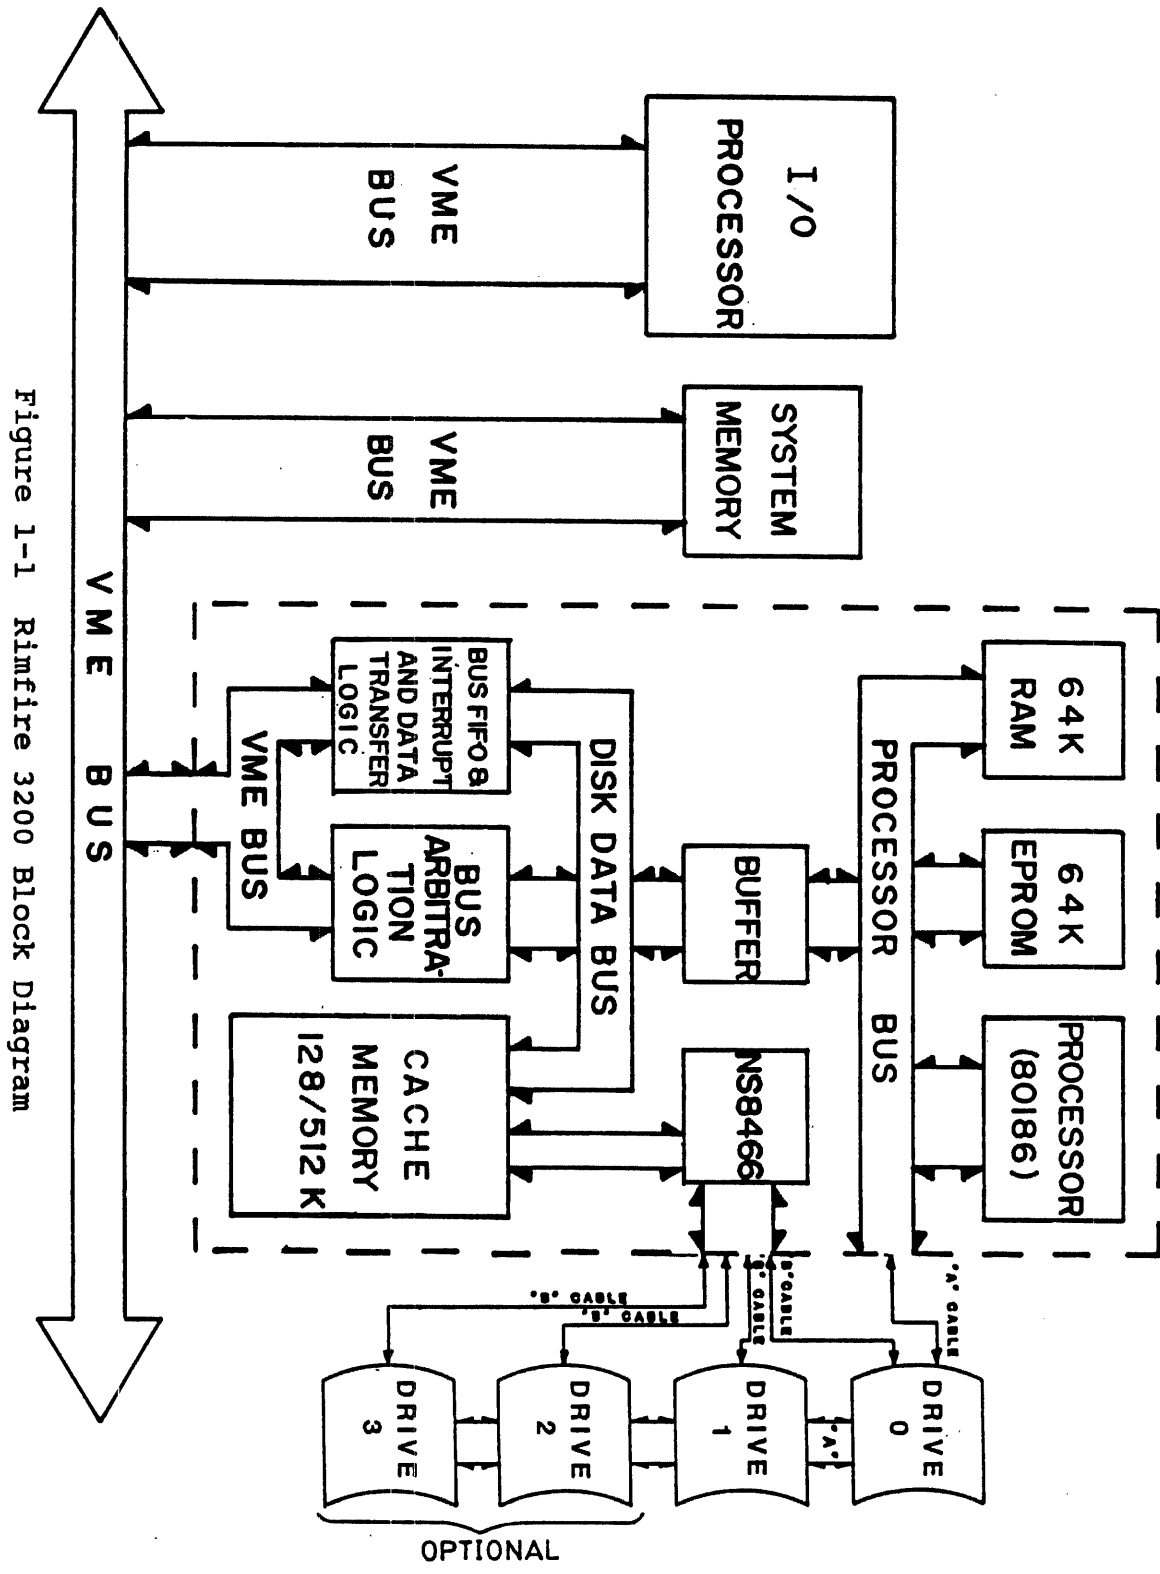 I/O
PROCESSOR
VME
BUS
SYSTEM
MEMORY
VME
BUS
64K
RAM
64K
EPROM
PROCESSOR
(80186)
PROCESSOR BUS
BUFFER
NS8466
DISK DATA BUS
BUS FIFO &
INTERRUPT
AND DATA
TRANSFER
LOGIC
BUS
ARBITRA-
TION
LOGIC
CACHE
MEMORY
128/512 K
VME BUS
VME BUS
"A" CABLE
"B" CABLE
"B" CABLE
"B" CABLE
"B" CABLE
DRIVE
0
"A"
DRIVE
1
DRIVE
2
DRIVE
3
OPTIONAL
Figure 1-1 Rimfire 3200 Block Diagram